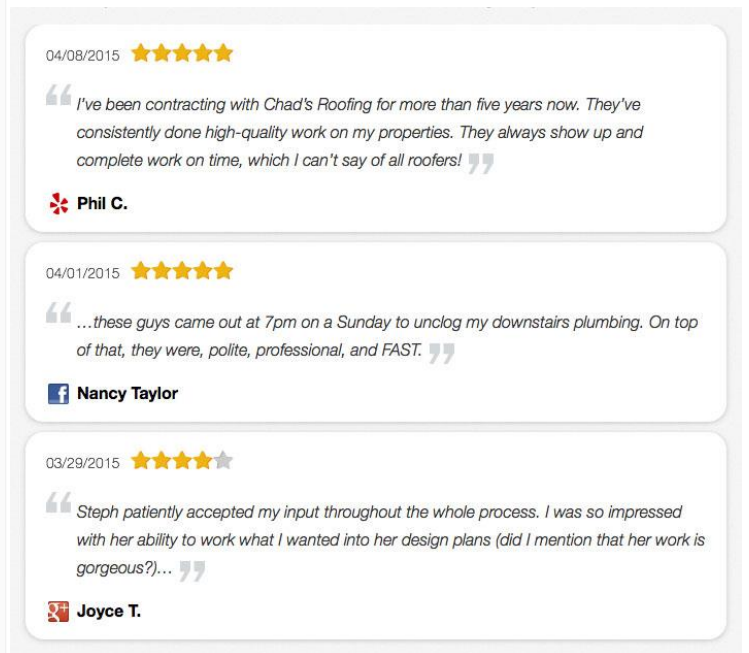 04/08/2015
I've been contracting with Chad's Roofing for more than five years now. They've
consistently done high-quality work on my properties. They always show up and
complete work on time, which I can't say of all roofers!
Phil C.
04/01/2015
…these guys came out at 7pm on a Sunday to unclog my downstairs plumbing. On top
of that, they were, polite, professional, and FAST.
f Nancy Taylor
03/29/2015
Steph patiently accepted my input throughout the whole process. I was so impressed
with her ability to work what I wanted into her design plans (did I mention that her work is
gorgeous?)…
g+ Joyce T.